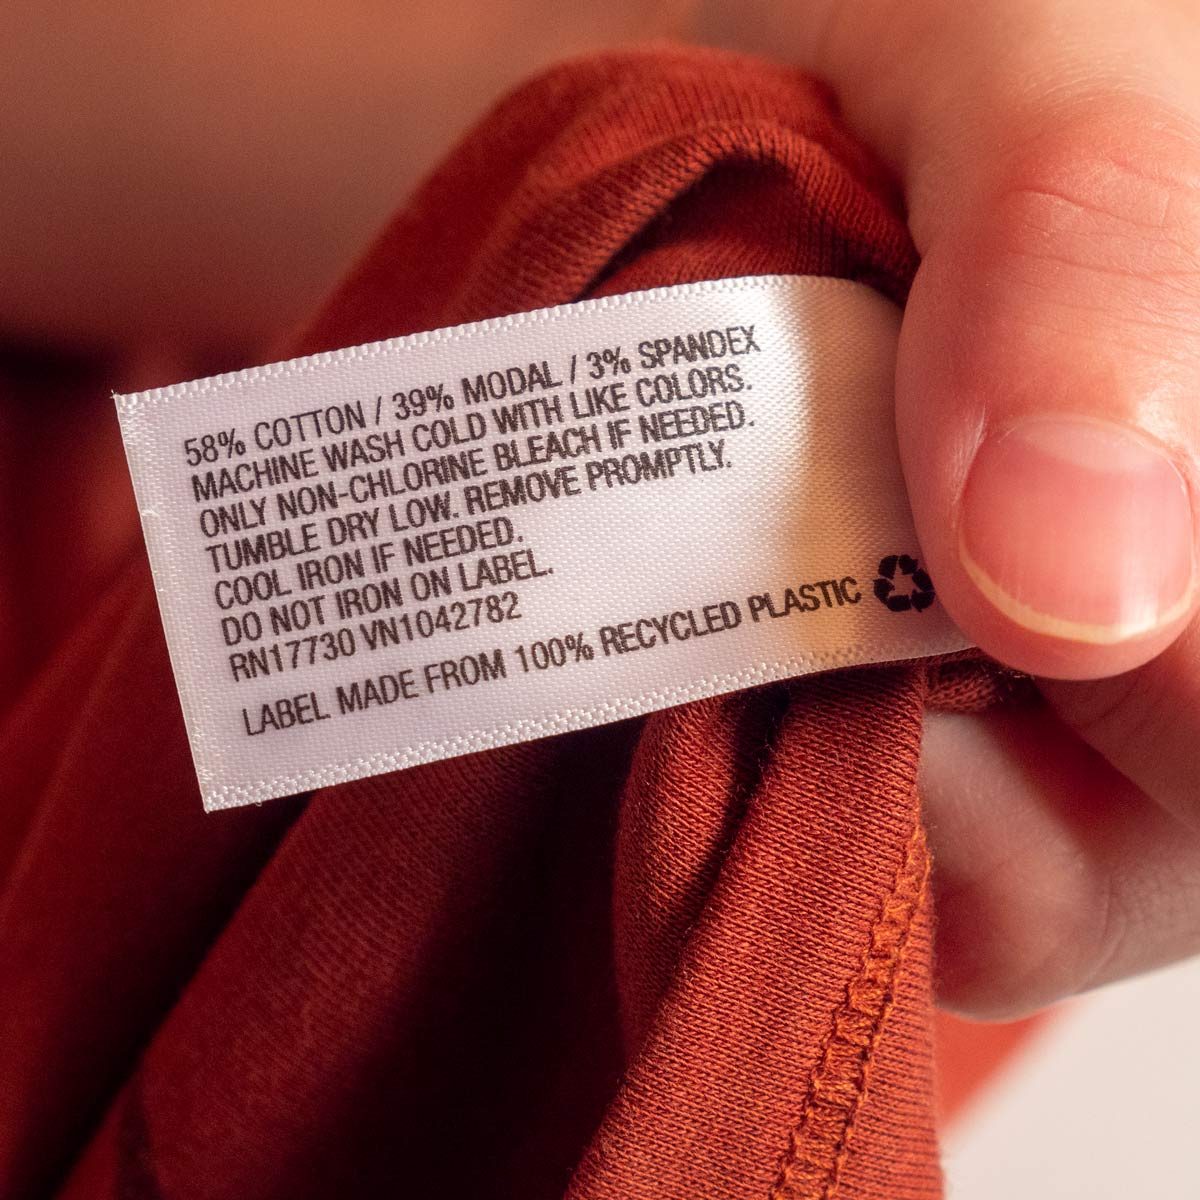 58% COTTON / 39% MODAL / 3% SPANDEX
MACHINE WASH COLD WITH LIKE COLORS.
ONLY NON-CHLORINE BLEACH IF NEEDED.
TUMBLE DRY LOW. REMOVE PROMPTLY.
COOL IRON IF NEEDED.
DO NOT IRON ON LABEL.
RN17730 VN1042782
LABEL MADE FROM 100% RECYCLED PLASTIC